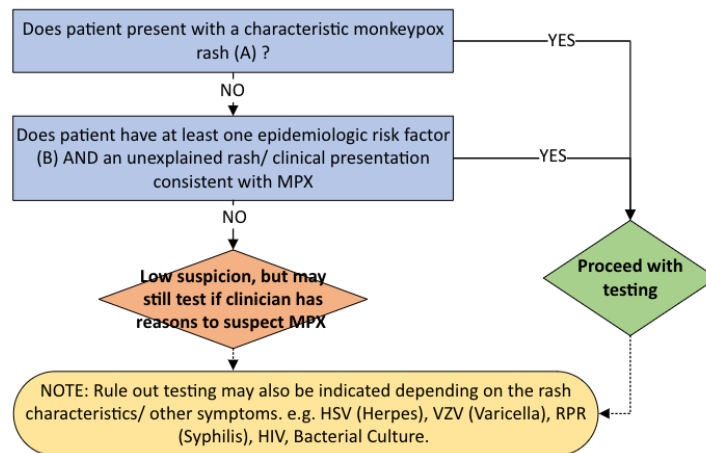 Does patient present with a characteristic monkeypox
rash (A) ?
YES
NO
Does patient have at least one epidemiologic risk factor
(B) AND an unexplained rash/ clinical presentation
consistent with MPX
YES
NO
Low suspicion, but may
still test if clinician has
reasons to suspect MPX
Proceed with
testing
NOTE: Rule out testing may also be indicated depending on the rash
characteristics/ other symptoms. e.g. HSV (Herpes), VZV (Varicella), RPR
(Syphilis), HIV, Bacterial Culture.